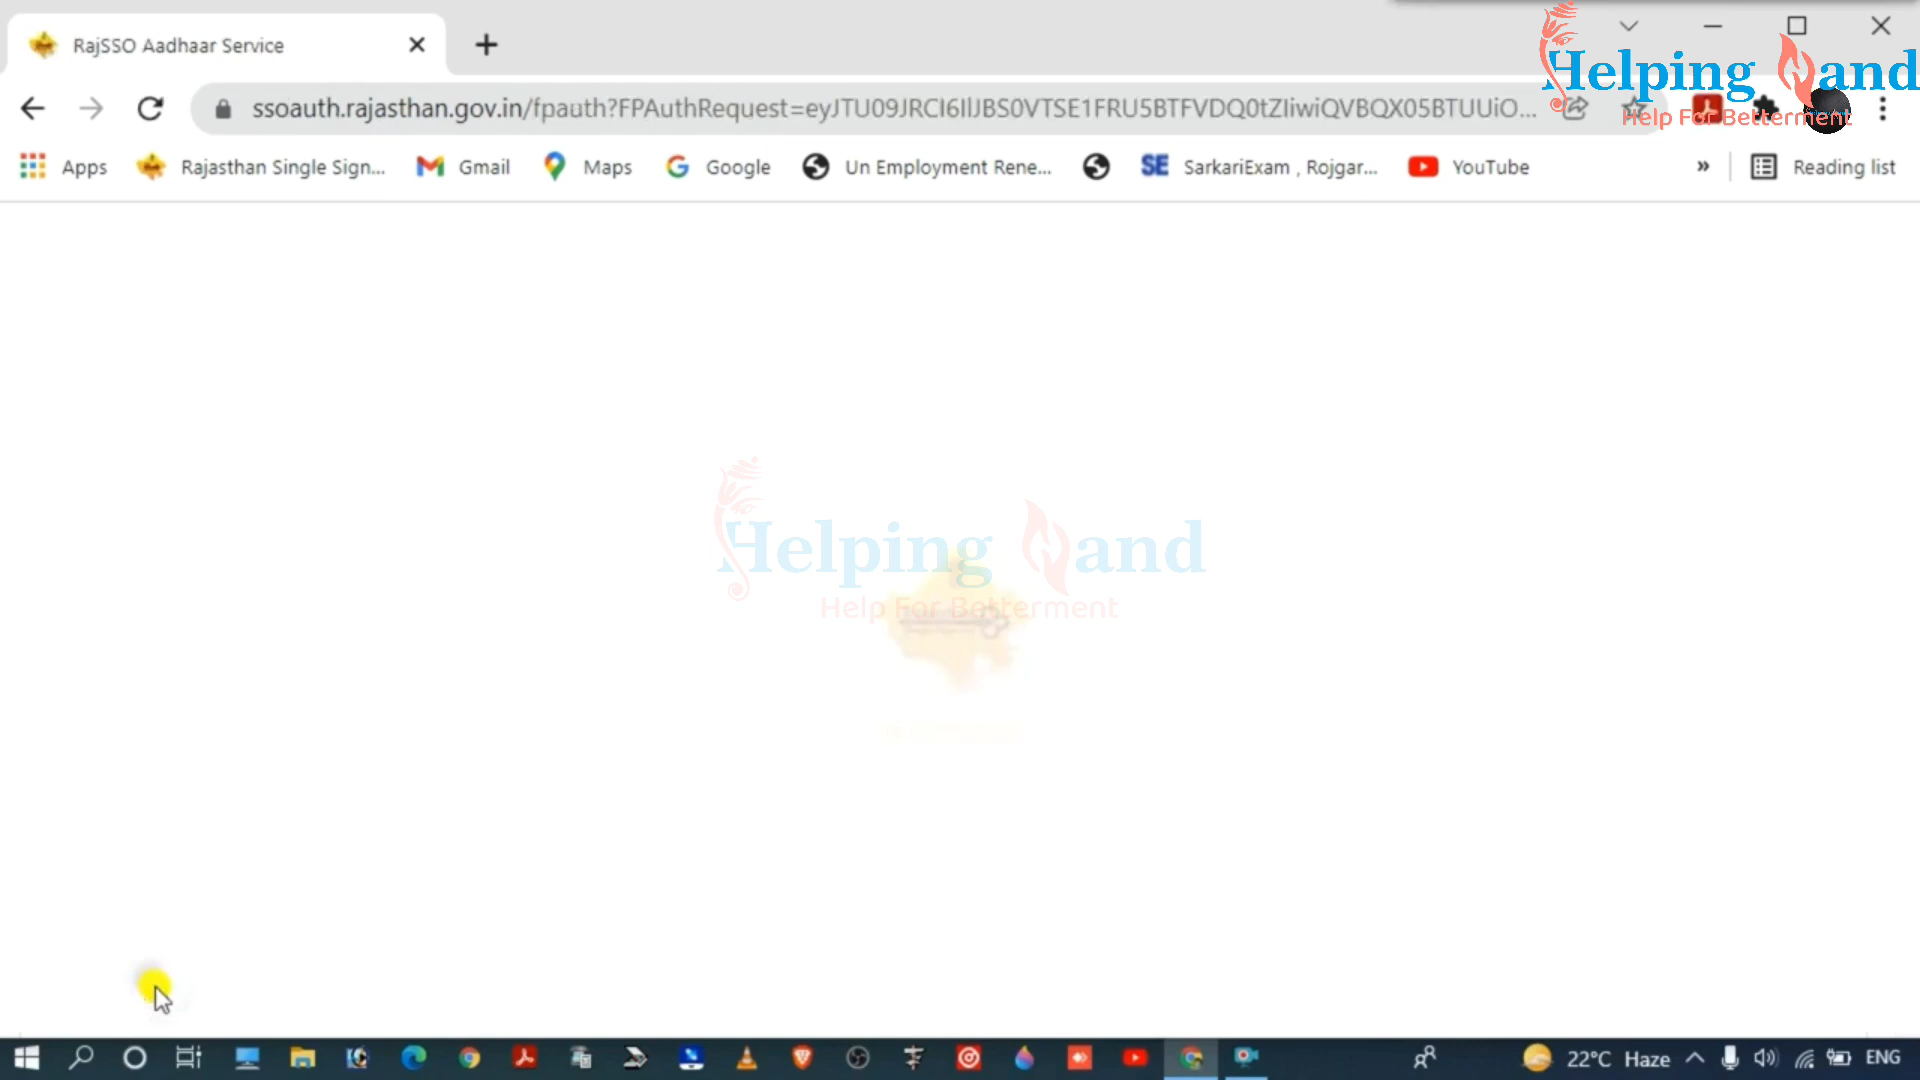 RajSSO Aadhaar Service
ssoauth.rajasthan.gov.in/fpauth?FPAuthRequest=eyJTU09JRCI6IlJBS0VTSE1FRU5BTFVDQ0tZIiwiQVBQX05BTUUiO...
Helping Hand
Help For Betterment
Apps
Rajasthan Single Sign...
Gmail
Maps
Google
Un Employment Rene...
SE
SarkariExam , Rojgar...
YouTube
»
Reading list
Helping Hand
Help For Betterment
22°C Haze
ENG